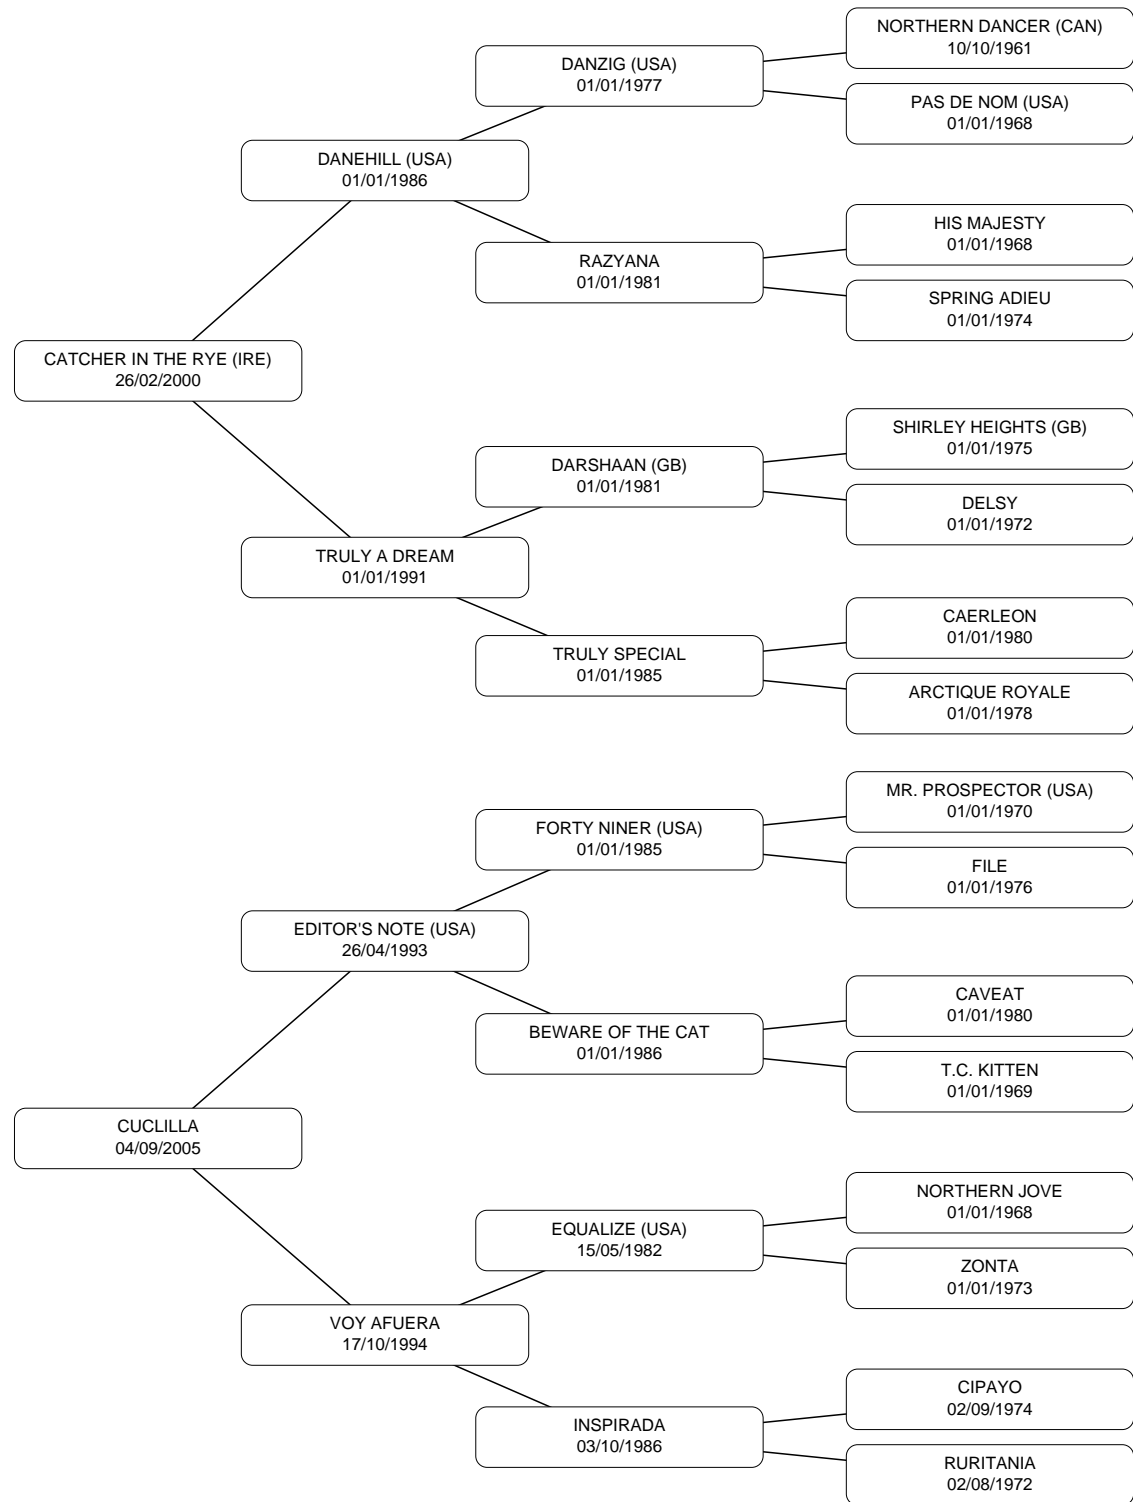 NORTHERN DANCER (CAN)
10/10/1961
DANZIG (USA)
01/01/1977
PAS DE NOM (USA)
01/01/1968
DANEHILL (USA)
01/01/1986
HIS MAJESTY
01/01/1968
RAZYANA
01/01/1981
SPRING ADIEU
01/01/1974
CATCHER IN THE RYE (IRE)
26/02/2000
SHIRLEY HEIGHTS (GB)
01/01/1975
DARSHAAN (GB)
01/01/1981
DELSY
01/01/1972
TRULY A DREAM
01/01/1991
CAERLEON
01/01/1980
TRULY SPECIAL
01/01/1985
ARCTIQUE ROYALE
01/01/1978
MR. PROSPECTOR (USA)
01/01/1970
FORTY NINER (USA)
01/01/1985
FILE
01/01/1976
EDITOR'S NOTE (USA)
26/04/1993
CAVEAT
01/01/1980
BEWARE OF THE CAT
01/01/1986
T.C. KITTEN
01/01/1969
CUCLILLA
04/09/2005
NORTHERN JOVE
01/01/1968
EQUALIZE (USA)
15/05/1982
ZONTA
01/01/1973
VOY AFUERA
17/10/1994
CIPAYO
02/09/1974
INSPIRADA
03/10/1986
RURITANIA
02/08/1972